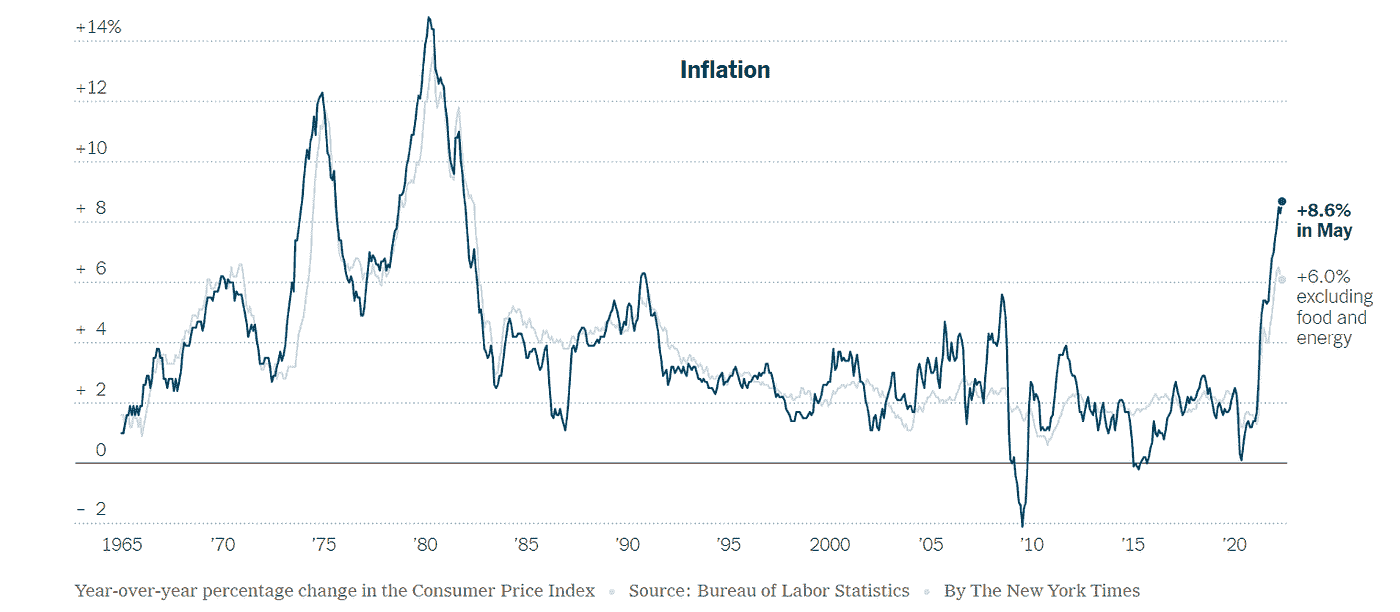 Inflation
+14%
+12
+10
+ 8
+ 6
+ 4
+ 2
0
– 2
+8.6%
in May
+6.0%
excluding
food and
energy
1965 '70 '75 '80 '85 '90 '95 2000 '05 '10 '15 '20
Year-over-year percentage change in the Consumer Price Index • Source: Bureau of Labor Statistics • By The New York Times